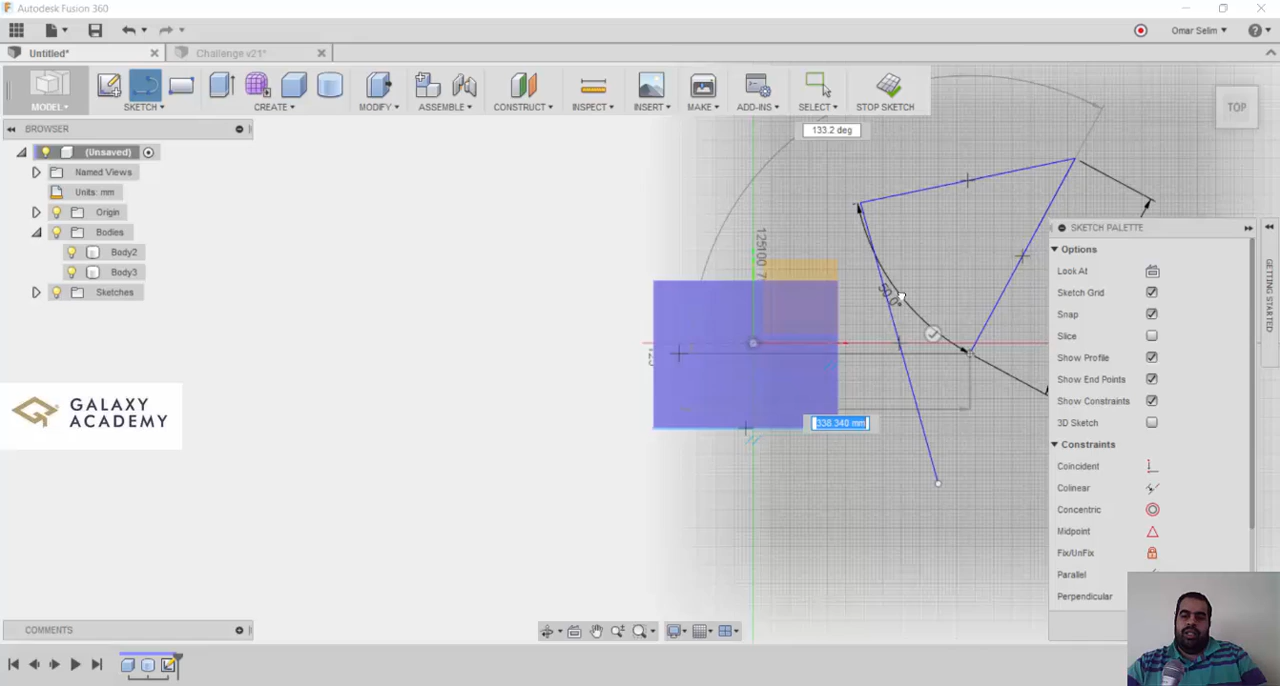 Autodesk Fusion 360
Omar Selim
Untitled*
Challenge v21*
MODEL
SKETCH
CREATE
MODIFY
ASSEMBLE
CONSTRUCT
INSPECT
INSERT
MAKE
ADD-INS
SELECT
STOP SKETCH
TOP
BROWSER
133.2 deg
(Unsaved)
Named Views
Units: mm
Origin
Bodies
Body2
Body3
Sketches
GALAXY
ACADEMY
338.340 mm
SKETCH PALETTE
GETTING STARTED
Options
Look At
Sketch Grid
Snap
Slice
Show Profile
Show End Points
Show Constraints
3D Sketch
Constraints
Coincident
Colinear
Concentric
Midpoint
Fix/UnFix
Parallel
Perpendicular
COMMENTS